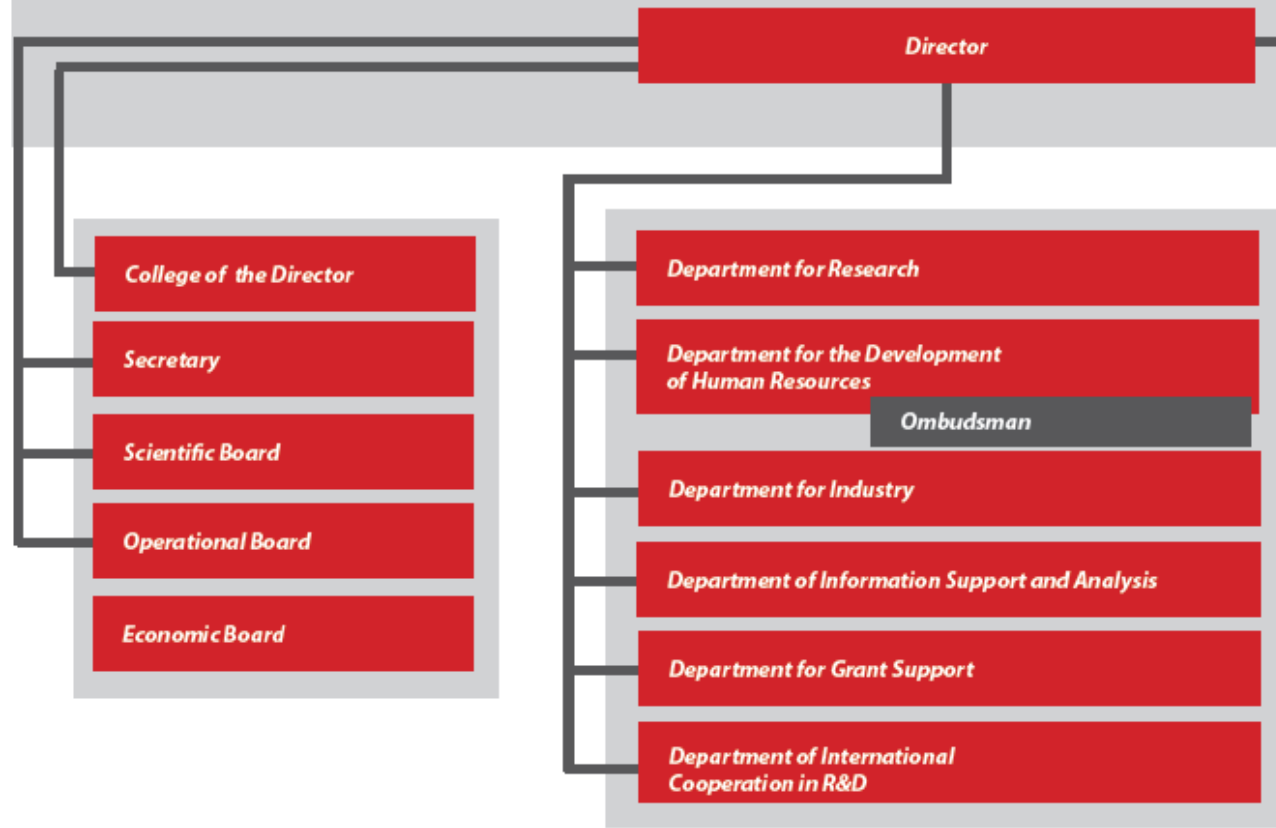 Director
College of the Director
Secretary
Scientific Board
Operational Board
Economic Board
Department for Research
Department for the Development
of Human Resources
Ombudsman
Department for Industry
Department of Information Support and Analysis
Department for Grant Support
Department of International
Cooperation in R&D